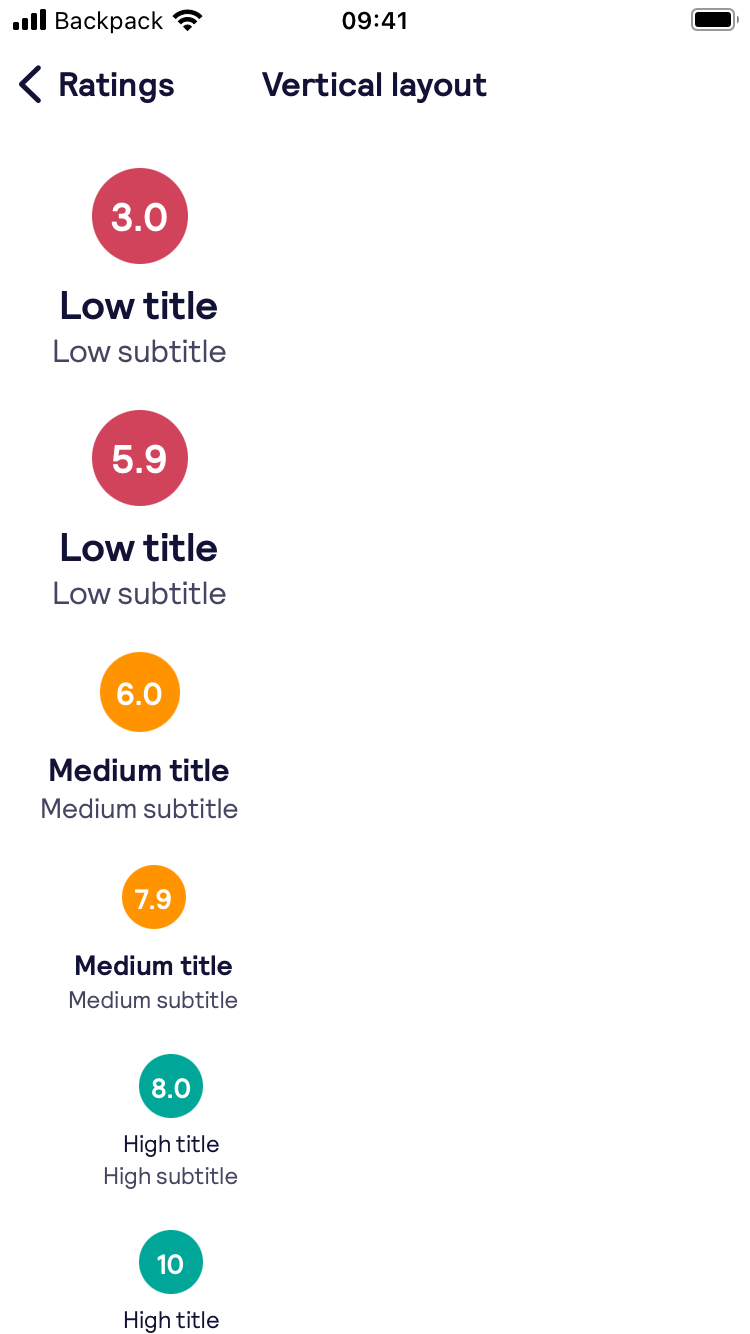 Backpack 09:41
Ratings Vertical layout
3.0
Low title
Low subtitle
5.9
Low title
Low subtitle
6.0
Medium title
Medium subtitle
7.9
Medium title
Medium subtitle
8.0
High title
High subtitle
10
High title